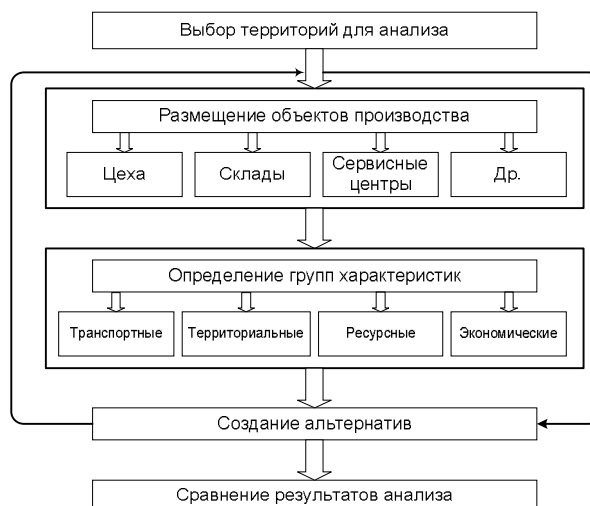 Выбор территорий для анализа
Размещение объектов производства
Цеха
Склады
Сервисные
центры
Др.
Определение групп характеристик
Транспортные
Территориальные
Ресурсные
Экономические
Создание альтернатив
Сравнение результатов анализа